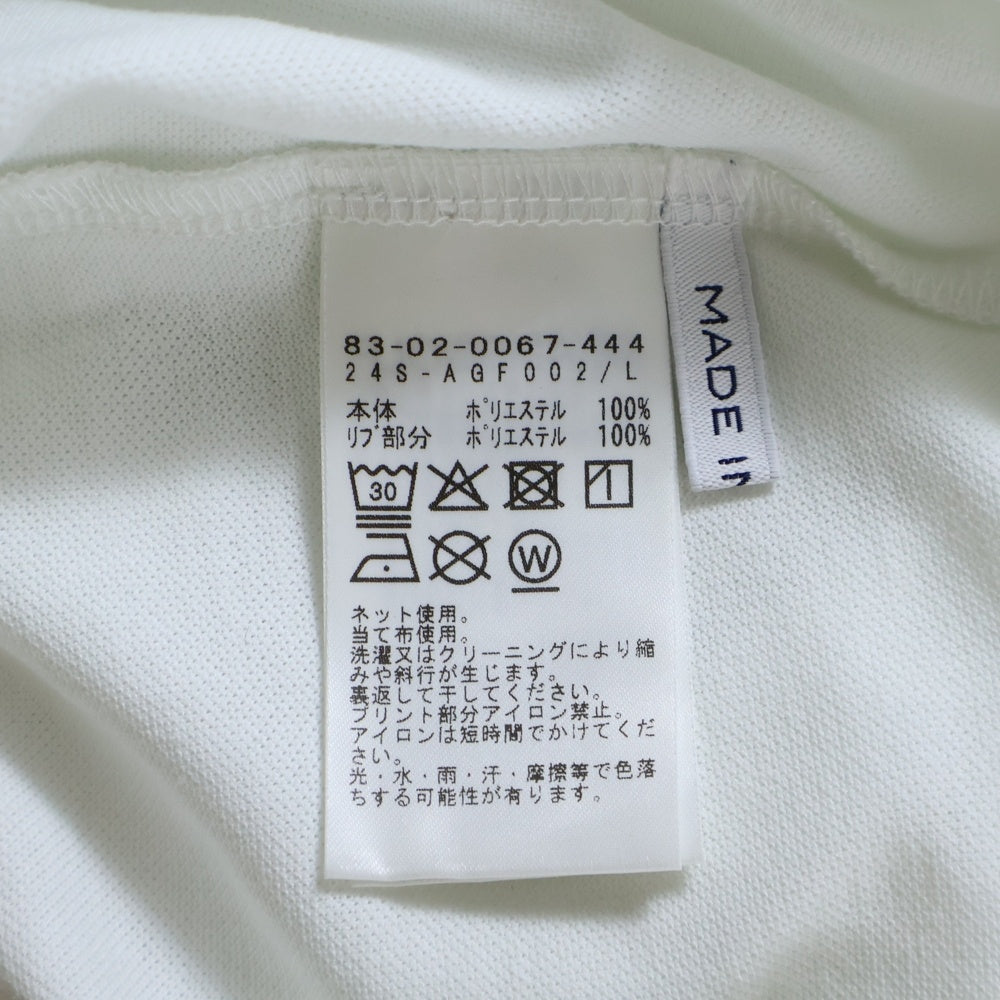 83-02-0067-444
24S-AGF002/L
本体 ポリエステル 100%
リブ部分 ポリエステル 100%
30
W
ネット使用。
当て布使用。
洗濯又はクリーニングにより縮
みや斜行が生じます。
裏返して干してください。
プリント部分アイロン禁止。
アイロンは短時間でかけてくだ
さい。
光・水・雨・汗・摩擦等で色落
ちする可能性が有ります。
MADE IN